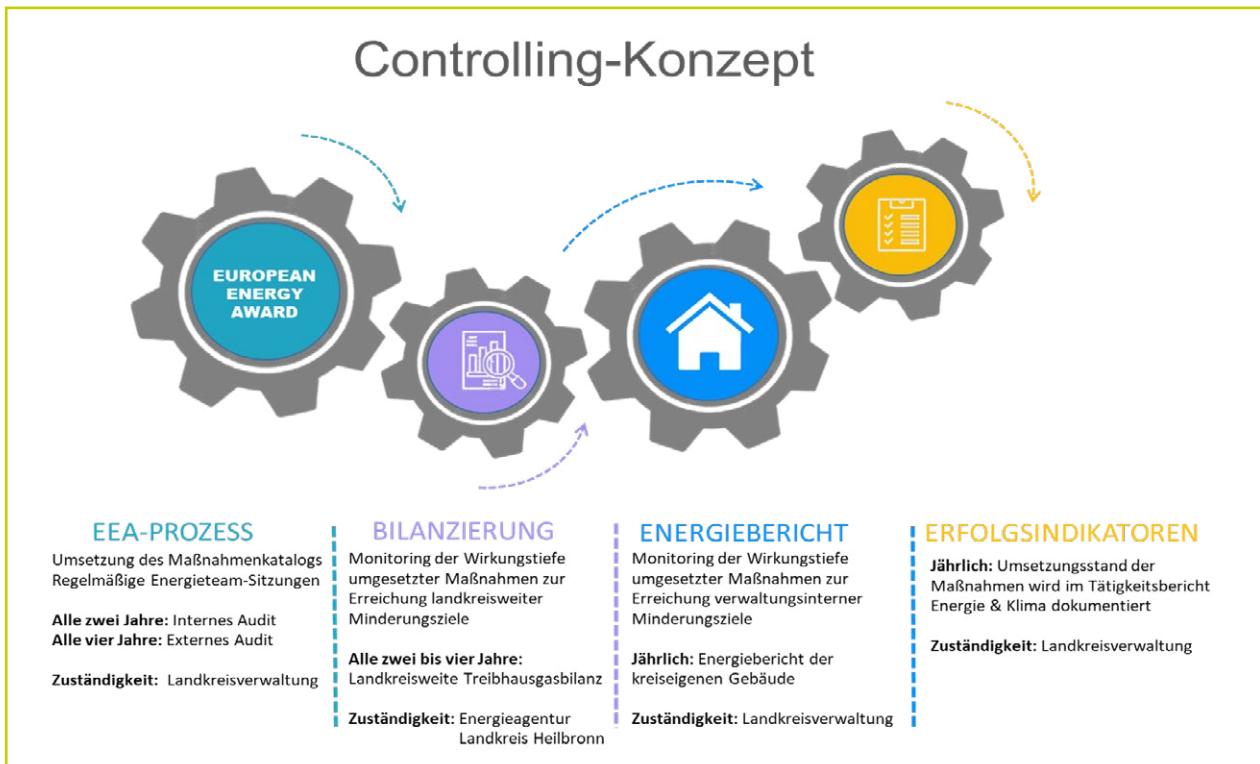 Controlling-Konzept
EUROPEAN
ENERGY
AWARD
EEA-PROZESS
Umsetzung des Maßnahmenkatalogs
Regelmäßige Energieteam-Sitzungen
Alle zwei Jahre: Internes Audit
Alle vier Jahre: Externes Audit
Zuständigkeit: Landkreisverwaltung
BILANZIERUNG
Monitoring der Wirkungstiefe
umgesetzter Maßnahmen zur
Erreichung landkreisweiter
Minderungsziele
Alle zwei bis vier Jahre:
Landkreisweite Treibhausgasbilanz
Zuständigkeit: Energieagentur
Landkreis Heilbronn
ENERGIEBERICHT
Monitoring der Wirkungstiefe
umgesetzter Maßnahmen zur
Erreichung verwaltungsinterner
Minderungsziele
Jährlich: Energiebericht der
kreiseigenen Gebäude
Zuständigkeit: Landkreisverwaltung
ERFOLGSINDIKATOREN
Jährlich: Umsetzungsstand der
Maßnahmen wird im Tätigkeitsbericht
Energie & Klima dokumentiert
Zuständigkeit: Landkreisverwaltung